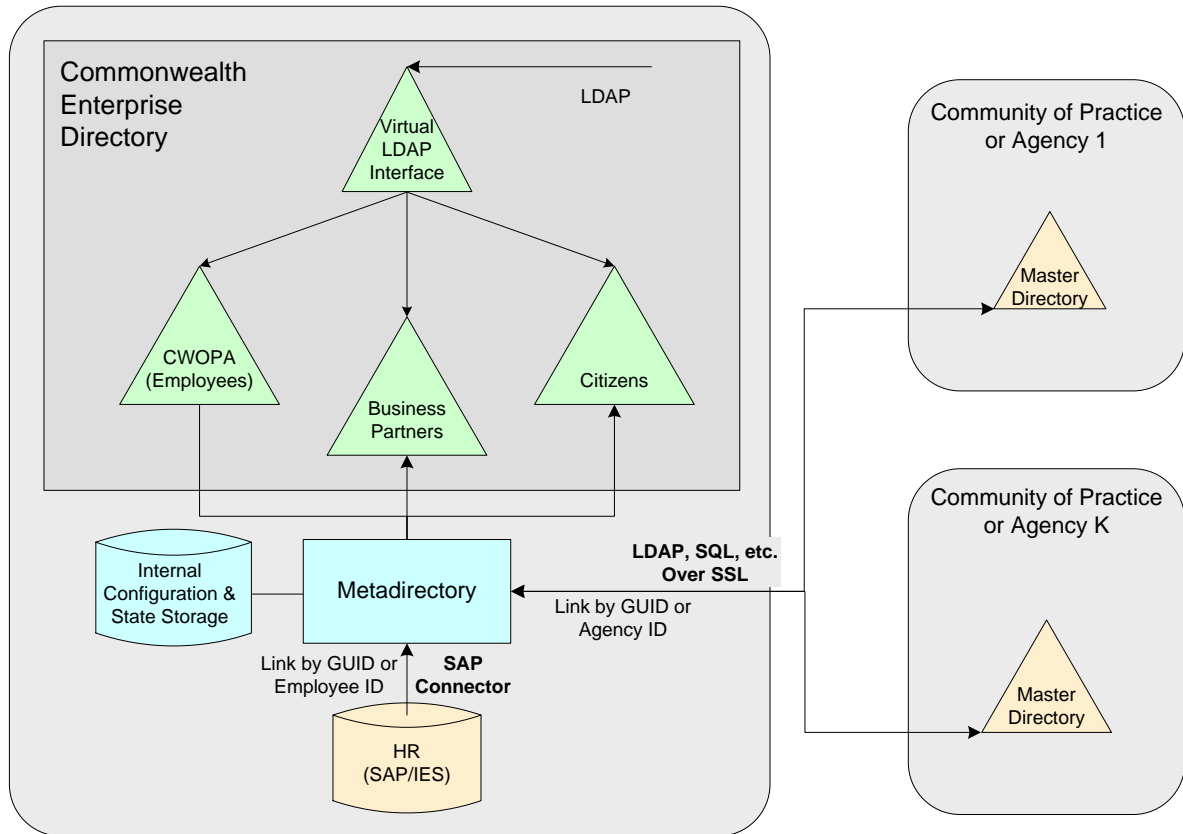 Commonwealth
Enterprise
Directory
LDAP
Virtual
LDAP
Interface
CWOPA
(Employees)
Business
Partners
Citizens
Internal
Configuration &
State Storage
Metadirectory
LDAP, SQL, etc.
Over SSL
Link by GUID or
Agency ID
Link by GUID or
Employee ID
SAP
Connector
HR
(SAP/IES)
Community of Practice
or Agency 1
Master
Directory
Community of Practice
or Agency K
Master
Directory